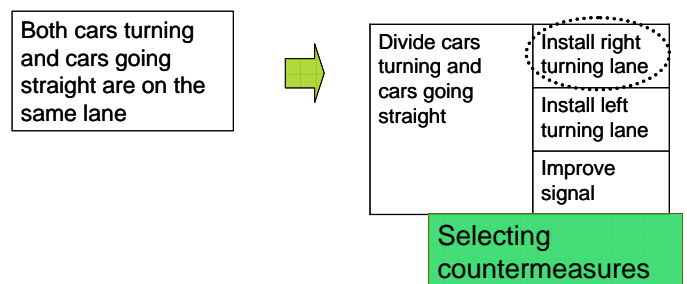 Both cars turning
and cars going
straight are on the
same lane
Divide cars
turning and
cars going
straight
Install right
turning lane
Install left
turning lane
Improve
signal
Selecting
countermeasures